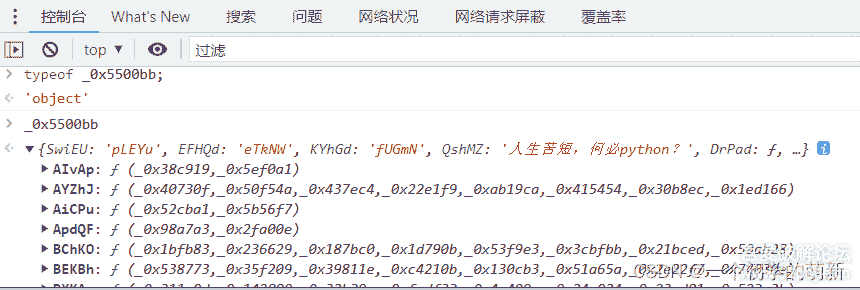 控制台 What's New 搜索 问题 网络状况 网络请求屏蔽 覆盖率
top ▼ 过滤
> typeof _0x5500bb;
'object'
> _0x5500bb
{SwiEU: 'pLEYu', EFHQd: 'eTkNW', KYhGd: 'fUGmN', QshMZ: '人生苦短，何必python？', DrPad: ƒ, …}
AIvAp: ƒ (_0x38c919,_0x5ef0a1)
AYZhJ: ƒ (_0x40730f,_0x50f54a,_0x437ec4,_0x22e1f9,_0xab19ca,_0x415454,_0x30b8ec,_0x1ed166)
AiCPu: ƒ (_0x52cba1,_0x5b56f7)
ApdQF: ƒ (_0x98a7a3,_0x2fa00e)
BChKO: ƒ (_0x1bfb83,_0x236629,_0x187bc0,_0x1d790b,_0x53f9e3,_0x3cbfbb,_0x21bced,
BEKBh: ƒ (_0x538773,_0x35f209,_0x39811e,_0xc4210b,_0x130cb3,_0x51a65a,